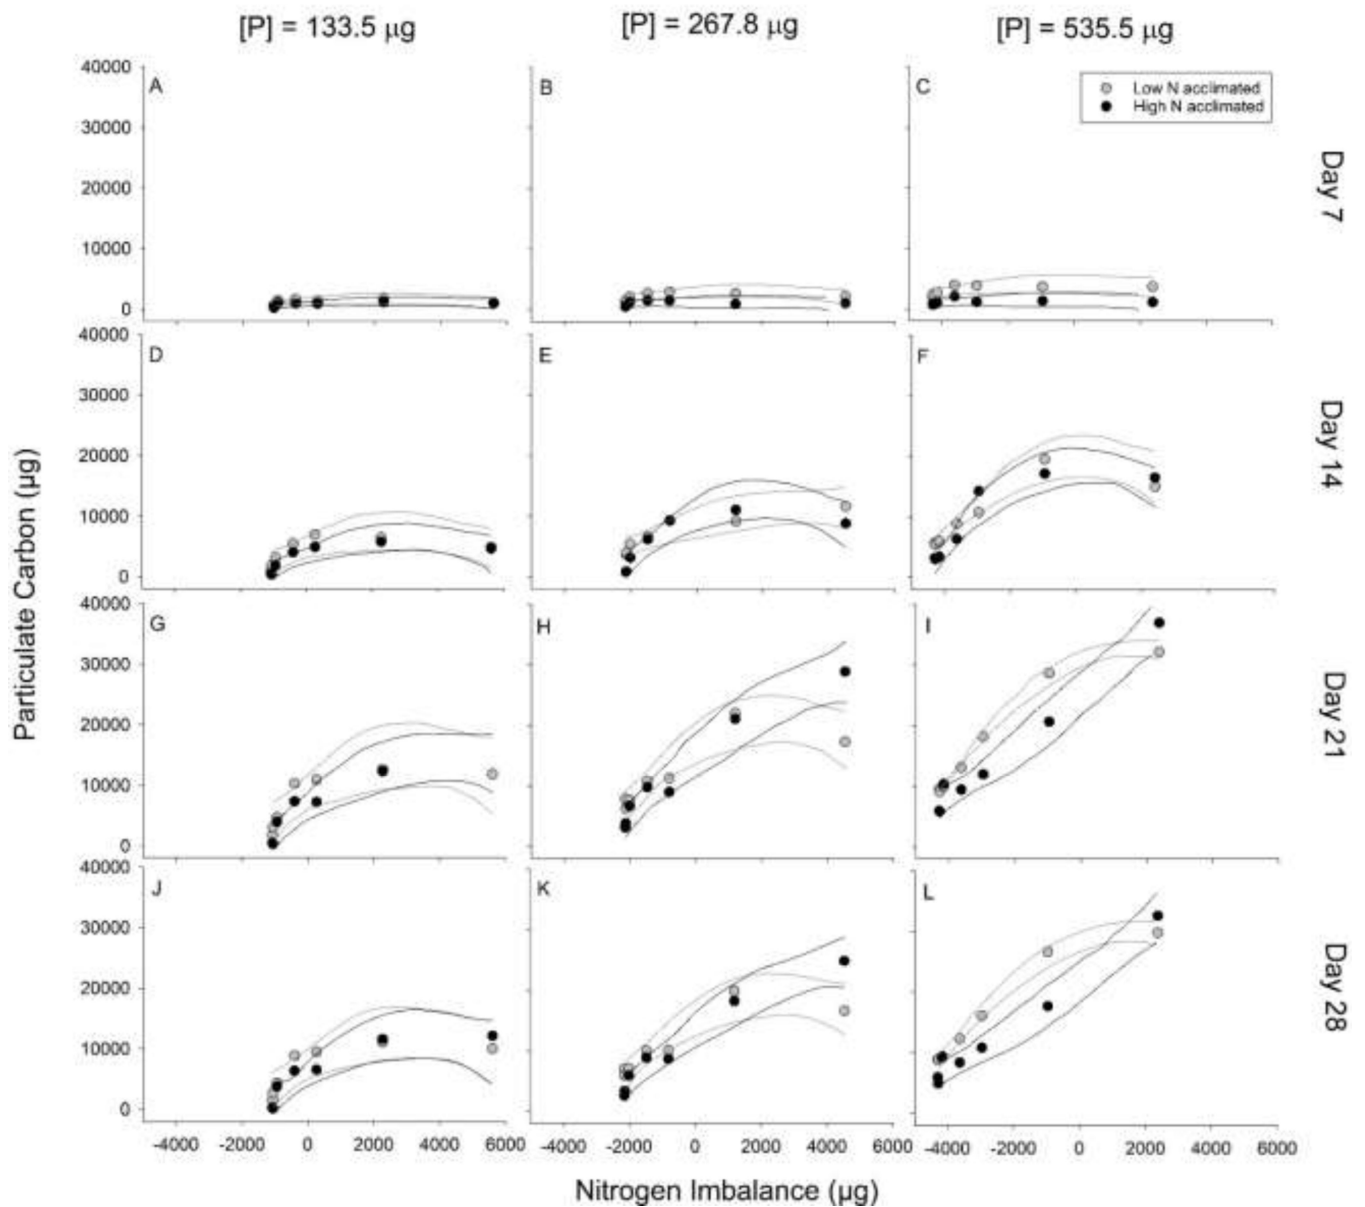 [P] = 133.5 µg
[P] = 267.8 µg
[P] = 535.5 µg
A
B
C
Low N acclimated
High N acclimated
40000
30000
20000
10000
0
Day 7
D
E
F
40000
30000
20000
10000
0
Day 14
G
H
I
40000
30000
20000
10000
0
Day 21
J
K
L
40000
30000
20000
10000
0
Day 28
-4000 -2000 0 2000 4000 6000
-4000 -2000 0 2000 4000 6000
-4000 -2000 0 2000 4000 6000
Particulate Carbon (µg)
Nitrogen Imbalance (µg)